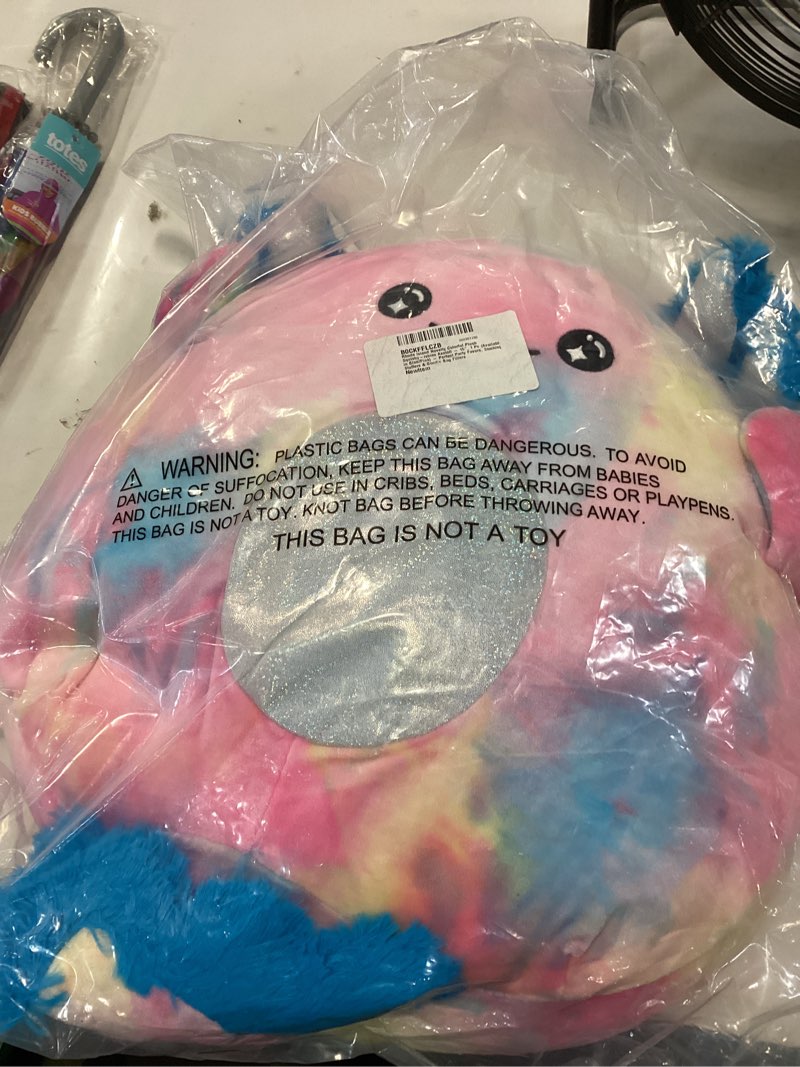 totes
KIDS
B0CKFFLCZB
Newitem
WARNING: PLASTIC BAGS CAN BE DANGEROUS. TO AVOID
DANGER OF SUFFOCATION, KEEP THIS BAG AWAY FROM BABIES
AND CHILDREN. DO NOT USE IN CRIBS, BEDS, CARRIAGES OR PLAYPENS.
THIS BAG IS NOT A TOY. KNOT BAG BEFORE THROWING AWAY.
THIS BAG IS NOT A TOY